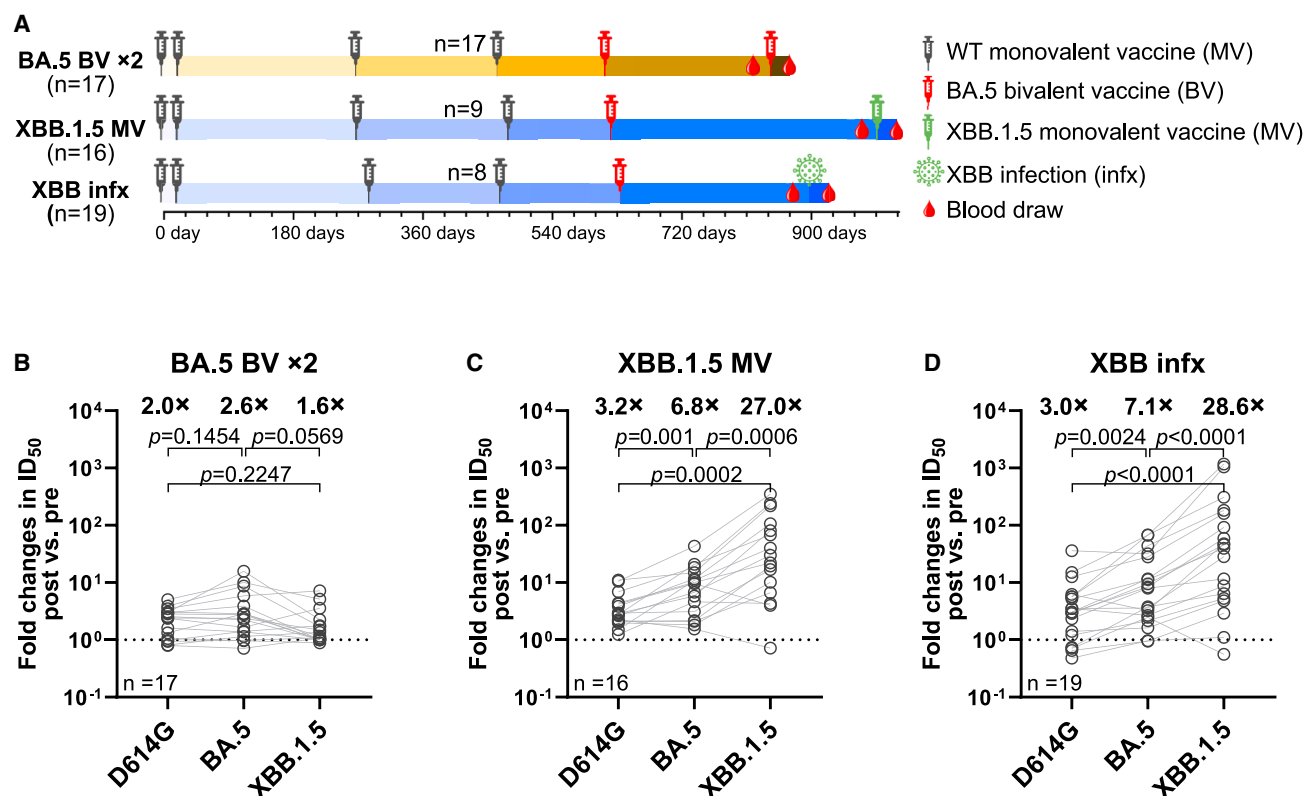 A
BA.5 BV ×2
(n=17)
n=17
XBB.1.5 MV
(n=16)
n=9
XBB infx
(n=19)
n=8
0 day 180 days 360 days 540 days 720 days 900 days
WT monovalent vaccine (MV)
BA.5 bivalent vaccine (BV)
XBB.1.5 monovalent vaccine (MV)
XBB infection (infx)
Blood draw
B
BA.5 BV ×2
2.0× 2.6× 1.6×
p=0.1454 p=0.0569
p=0.2247
Fold changes in ID50
post vs. pre
10^4
10^3
10^2
10^1
10^0
10^-1
n =17
D614G BA.5 XBB.1.5
C
XBB.1.5 MV
3.2× 6.8× 27.0×
p=0.001 p=0.0006
p=0.0002
Fold changes in ID50
post vs. pre
10^4
10^3
10^2
10^1
10^0
10^-1
n =16
D614G BA.5 XBB.1.5
D
XBB infx
3.0× 7.1× 28.6×
p=0.0024 p<0.0001
p<0.0001
Fold changes in ID50
post vs. pre
10^4
10^3
10^2
10^1
10^0
10^-1
n =19
D614G BA.5 XBB.1.5